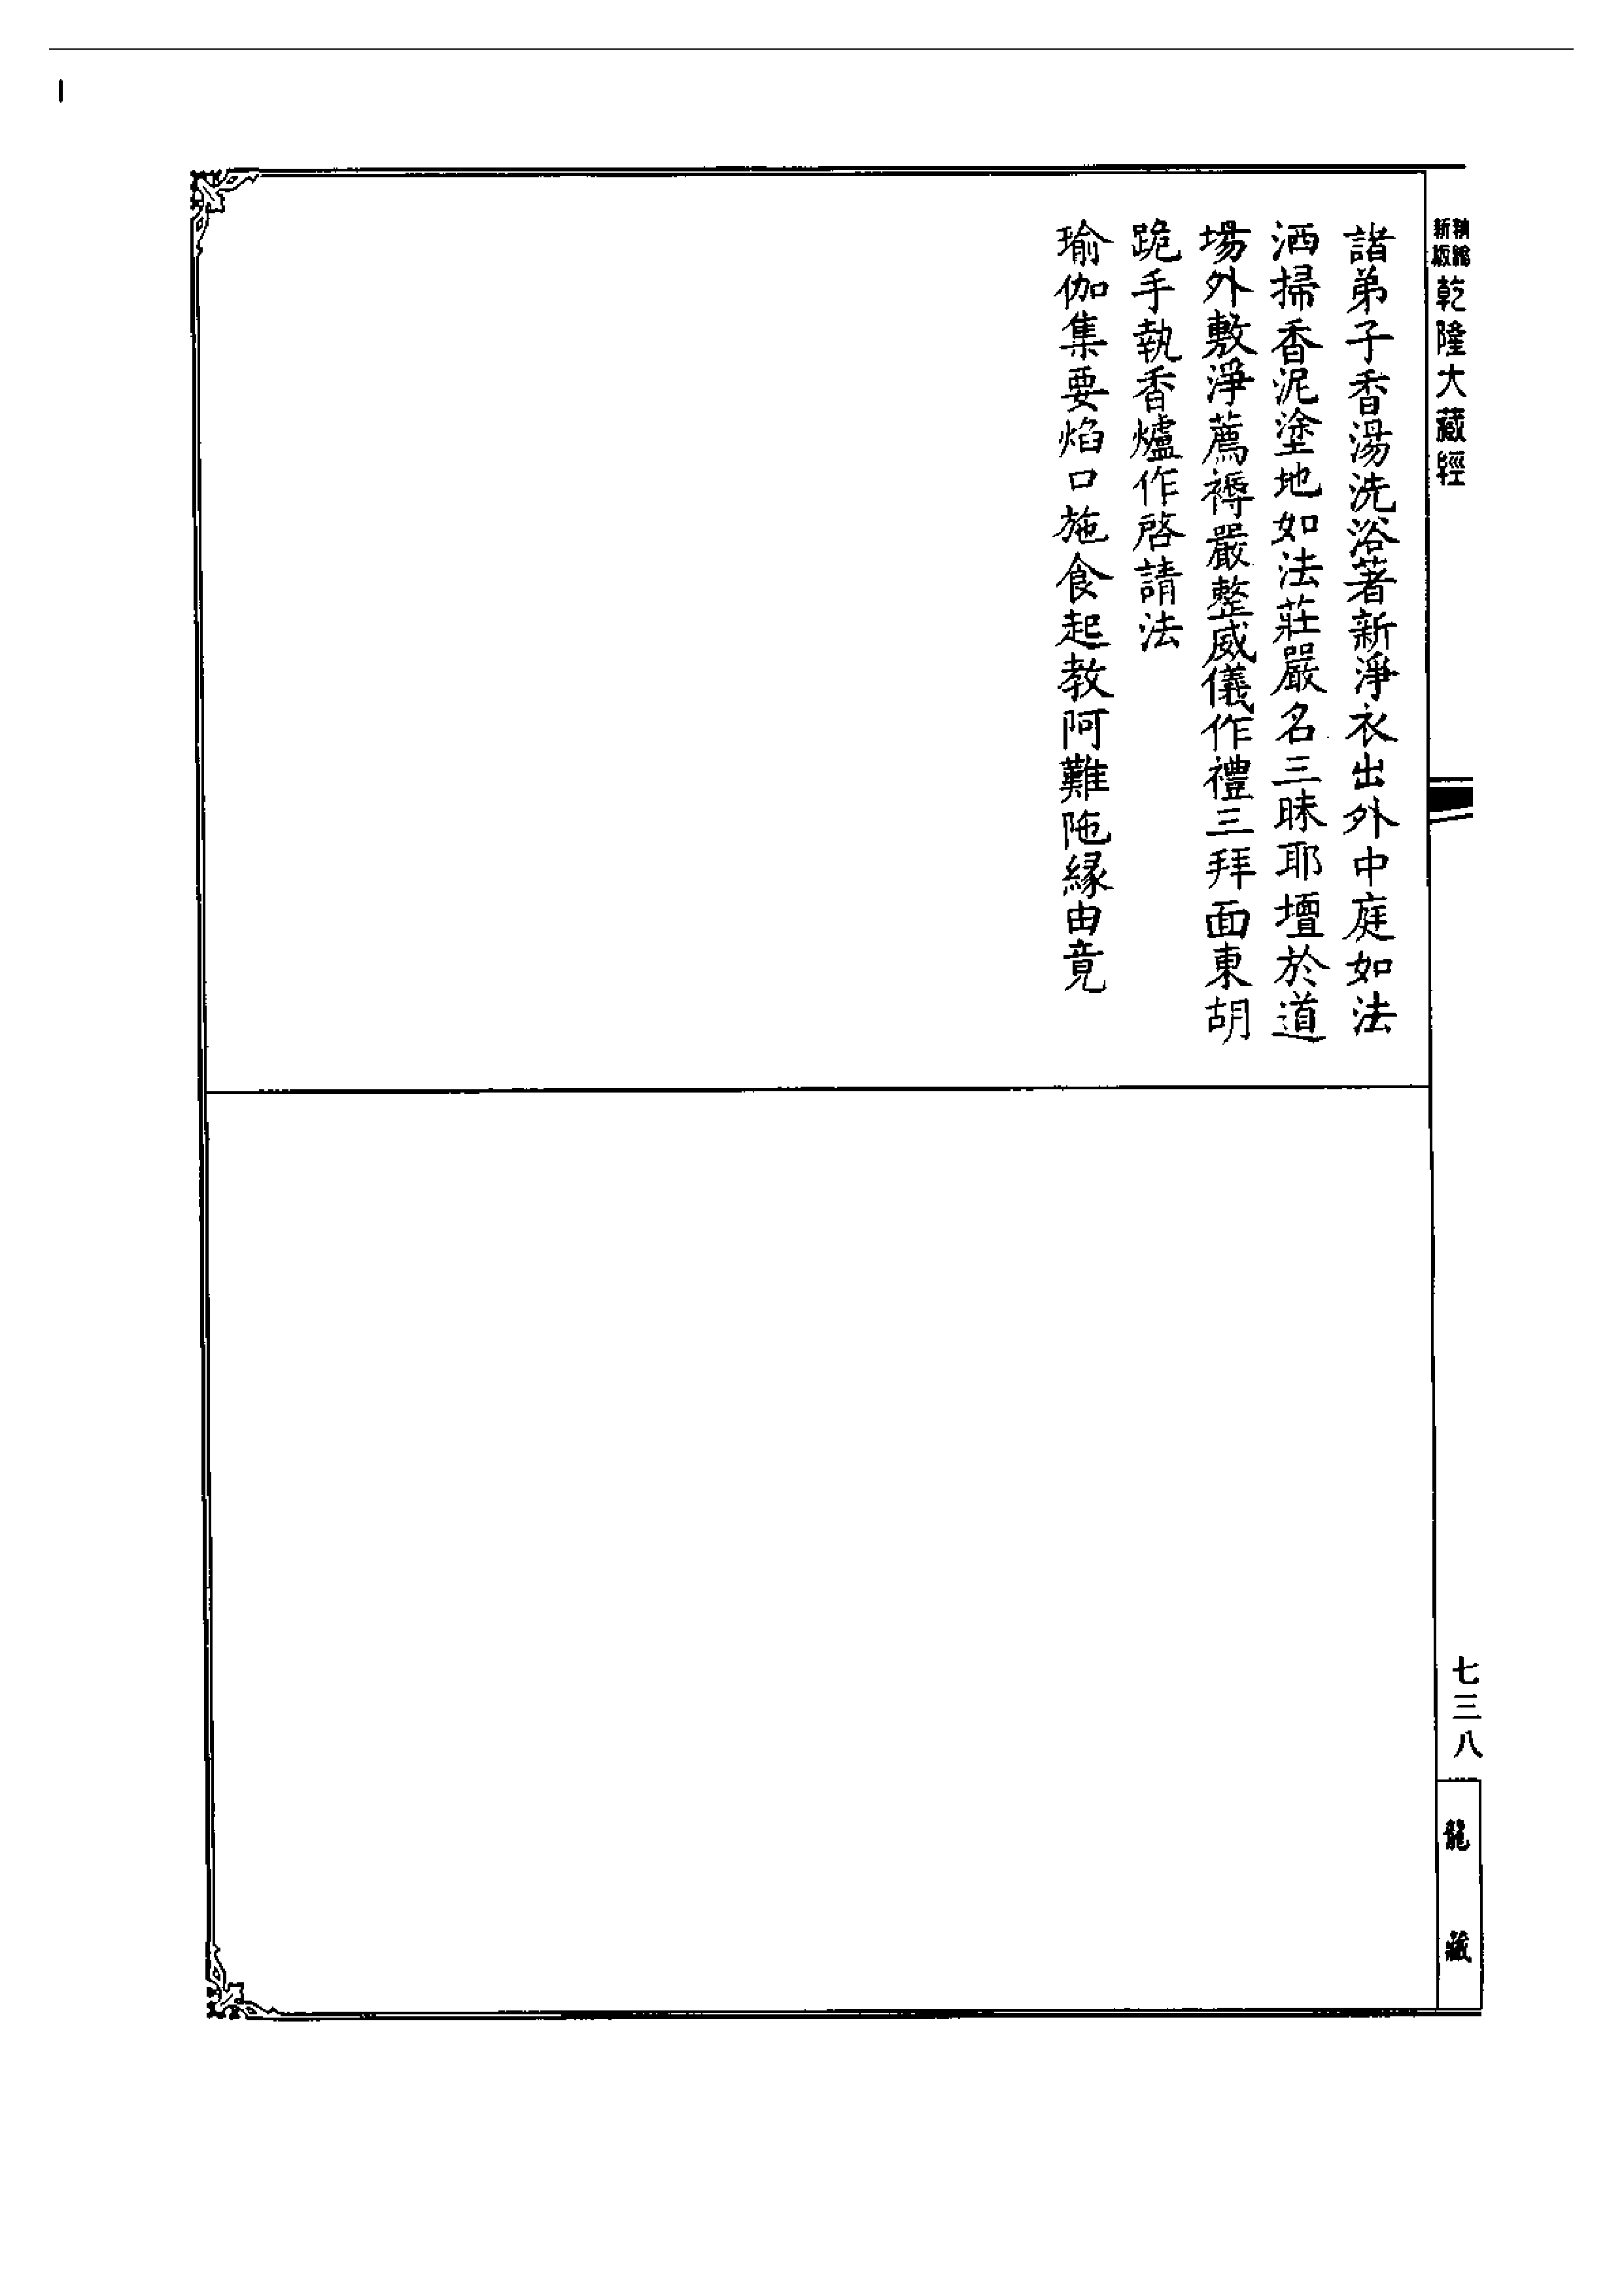 精縮新版乾隆大藏經
諸弟子香湯洗浴著新淨衣出外中庭如法
洒掃香泥塗地如法莊嚴名三昧耶壇於道
場外敷淨薦褥嚴整威儀作禮三拜面東胡
跪手執香爐作啓請法
瑜伽集要焰口施食起教阿難陁緣由竟
七三八
龍藏